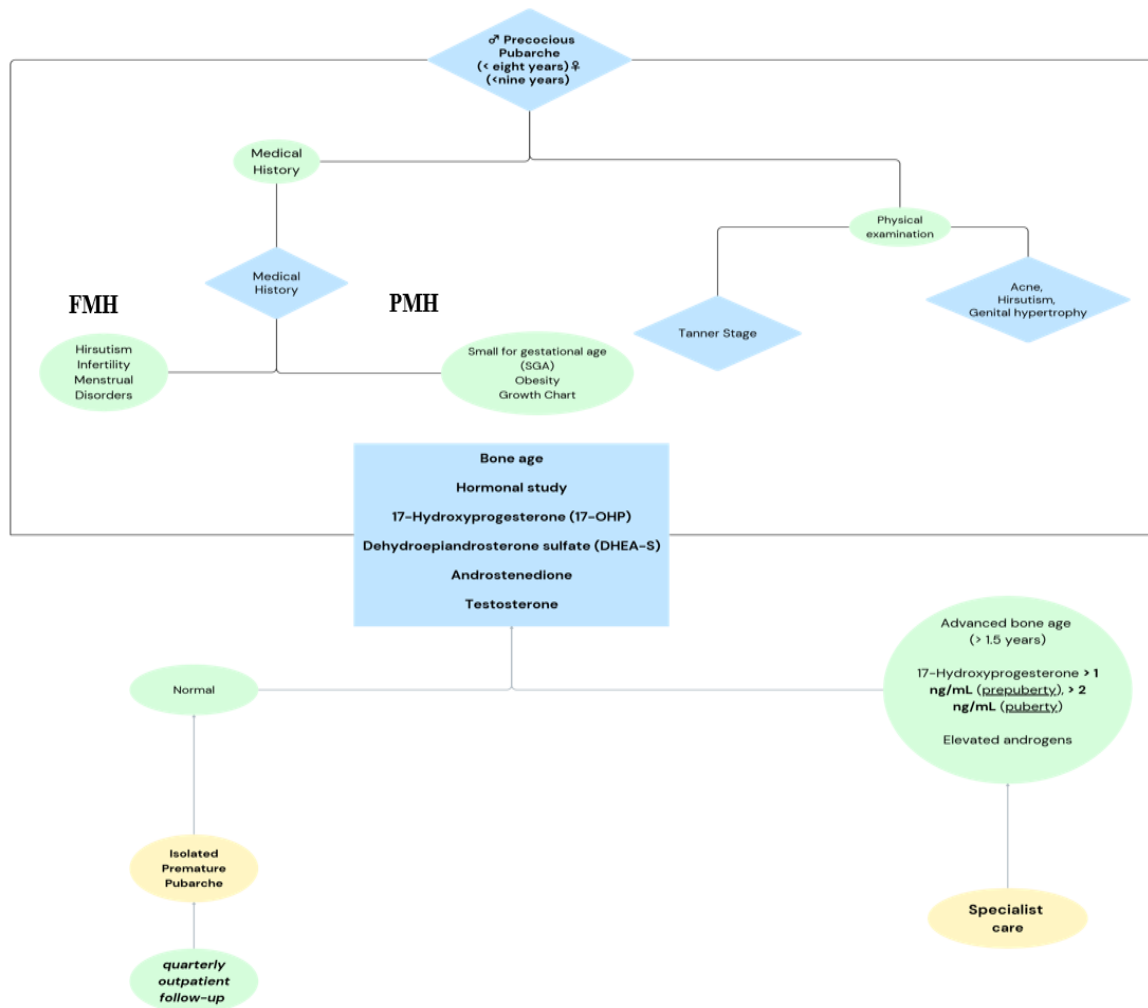 ♂ Precocious
Pubarche
(< eight years) ♀
(<nine years)
Medical
History
Physical
examination
Medical
History
Acne,
Hirsutism,
Genital hypertrophy
FMH
PMH
Tanner Stage
Hirsutism
Infertility
Menstrual
Disorders
Small for gestational age
(SGA)
Obesity
Growth Chart
Bone age
Hormonal study
17-Hydroxyprogesterone (17-OHP)
Dehydroepiandrosterone sulfate (DHEA-S)
Androstenedione
Testosterone
Normal
Advanced bone age
(> 1.5 years)
17-Hydroxyprogesterone > 1
ng/mL (prepuberty), > 2
ng/mL (puberty)
Elevated androgens
Isolated
Premature
Pubarche
Specialist
care
quarterly
outpatient
follow-up